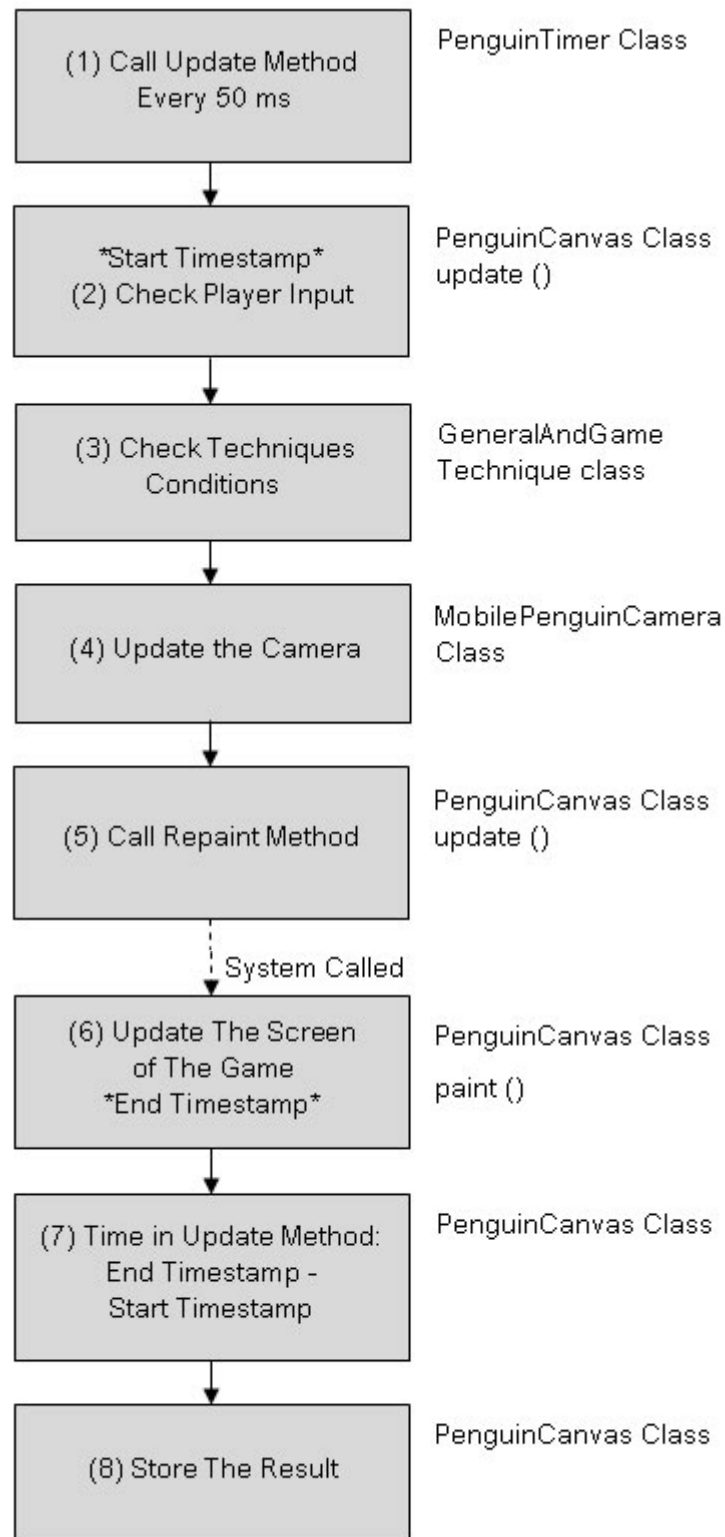 (1) Call Update Method
Every 50 ms
PenguinTimer Class
*Start Timestamp*
(2) Check Player Input
PenguinCanvas Class
update ()
(3) Check Techniques
Conditions
GeneralAndGame
Technique class
(4) Update the Camera
MobilePenguinCamera
Class
(5) Call Repaint Method
PenguinCanvas Class
update ()
System Called
(6) Update The Screen
of The Game
*End Timestamp*
PenguinCanvas Class
paint ()
(7) Time in Update Method:
End Timestamp -
Start Timestamp
PenguinCanvas Class
(8) Store The Result
PenguinCanvas Class